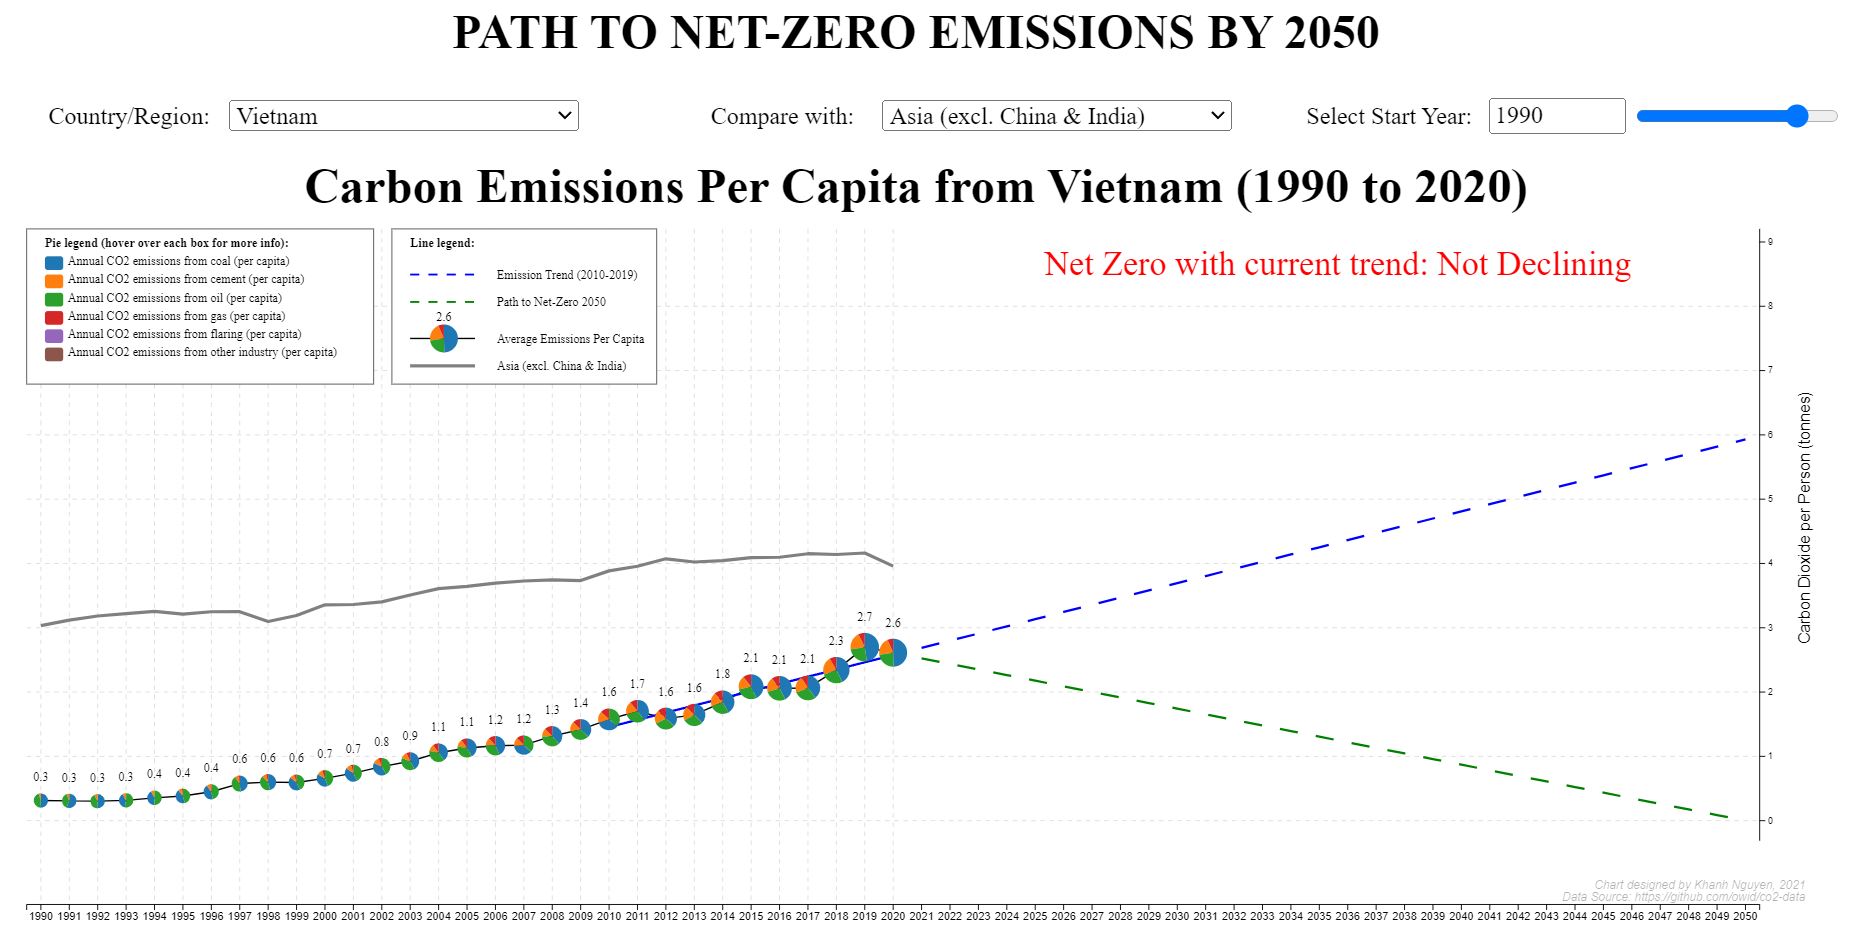 PATH TO NET-ZERO EMISSIONS BY 2050
Country/Region: Vietnam Compare with: Asia (excl. China & India) Select Start Year: 1990
Carbon Emissions Per Capita from Vietnam (1990 to 2020)
Pie legend (hover over each box for more info):
Annual CO2 emissions from coal (per capita)
Annual CO2 emissions from cement (per capita)
Annual CO2 emissions from oil (per capita)
Annual CO2 emissions from gas (per capita)
Annual CO2 emissions from flaring (per capita)
Annual CO2 emissions from other industry (per capita)
Line legend:
Emission Trend (2010-2019)
Path to Net-Zero 2050
2.6
Average Emissions Per Capita
Asia (excl. China & India)
Net Zero with current trend: Not Declining
9
8
7
6
5
4
3
2
1
0
Carbon Dioxide per Person (tonnes)
0.3 0.3 0.3 0.3 0.4 0.4 0.4 0.6 0.6 0.6 0.7 0.7 0.8 0.9 1.1 1.1 1.2 1.2 1.3 1.4 1.6 1.7 1.6 1.6 1.8 2.1 2.1 2.1 2.3 2.7 2.6
Chart designed by Khanh Nguyen, 2021
Data Source: https://github.com/owid/co2-data
1990 1991 1992 1993 1994 1995 1996 1997 1998 1999 2000 2001 2002 2003 2004 2005 2006 2007 2008 2009 2010 2011 2012 2013 2014 2015 2016 2017 2018 2019 2020 2021 2022 2023 2024 2025 2026 2027 2028 2029 2030 2031 2032 2033 2034 2035 2036 2037 2038 2039 2040 2041 2042 2043 2044 2045 2046 2047 2048 2049 2050